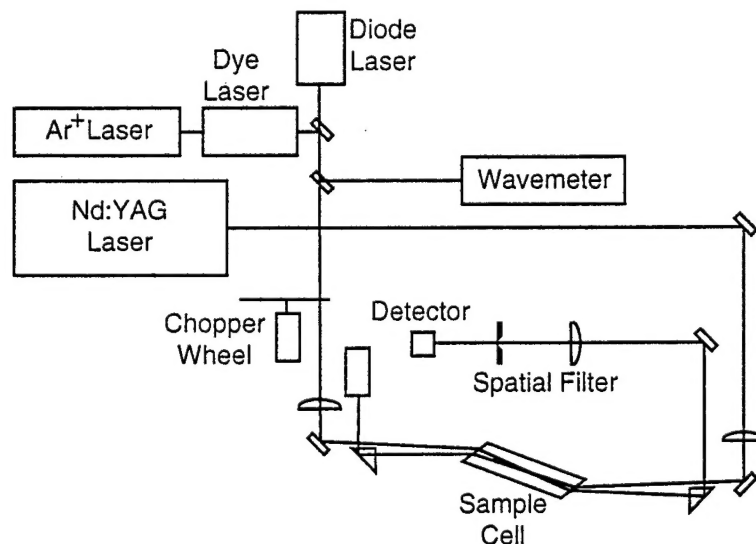 Diode
Laser
Dye
Laser
Ar+ Laser
Wavemeter
Nd:YAG
Laser
Chopper
Wheel
Detector
Spatial Filter
Sample
Cell